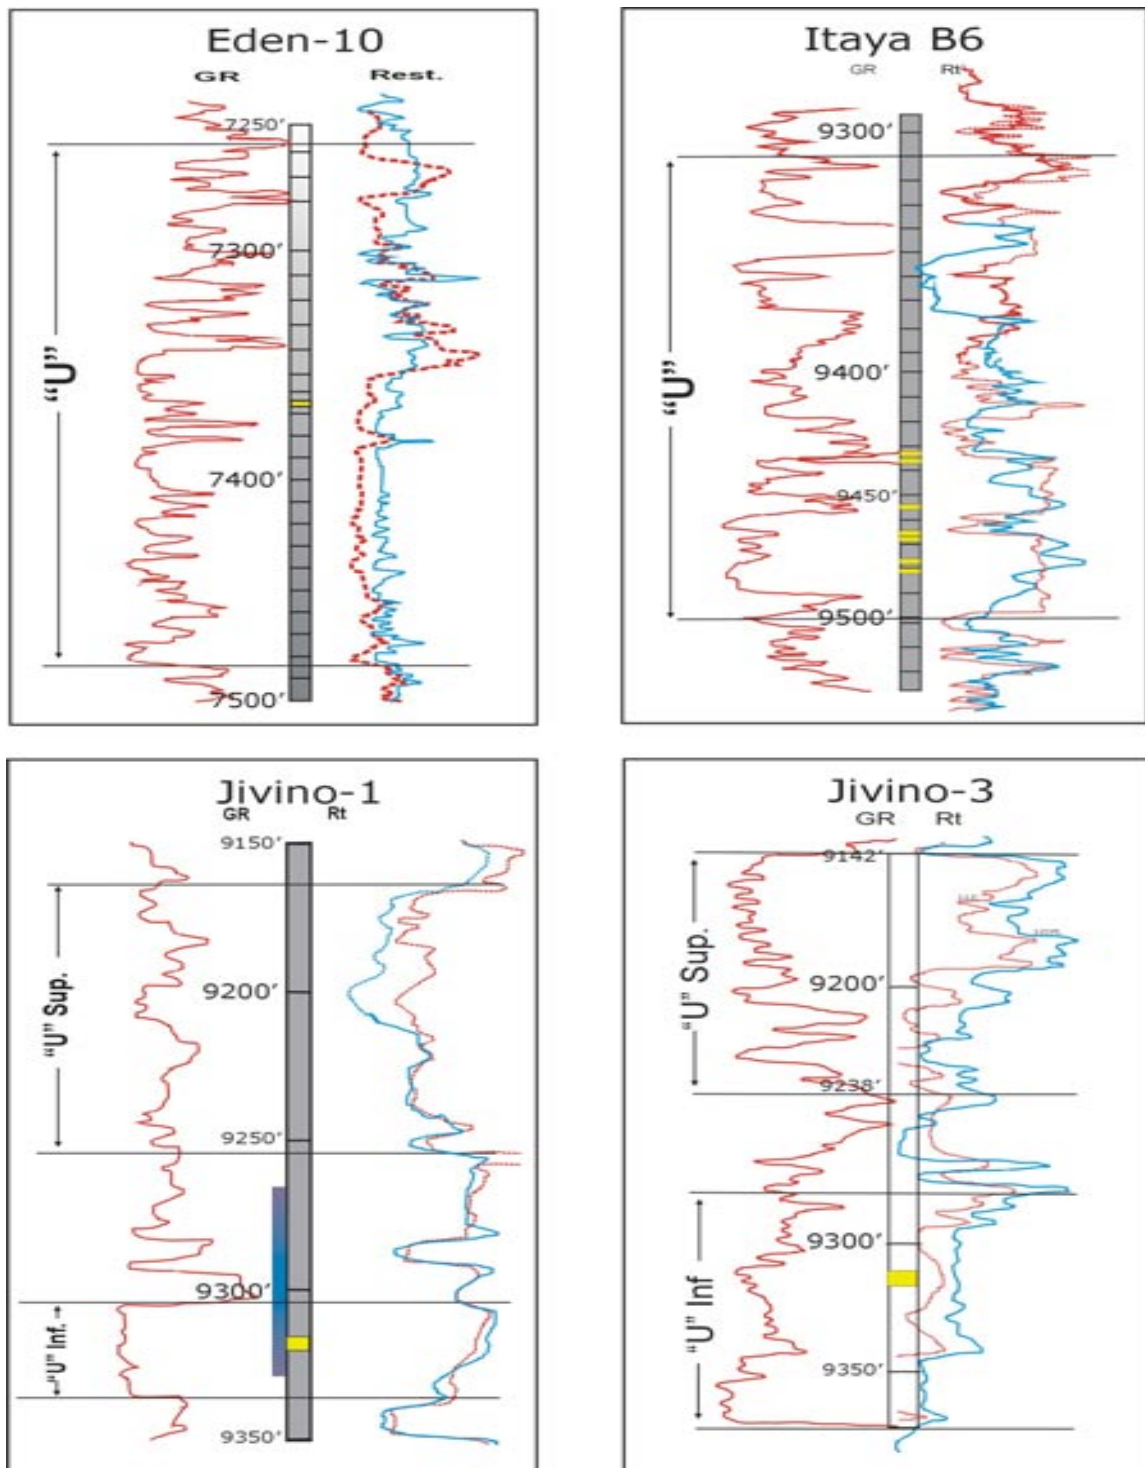 Eden-10
GR Rest.
7250'
7300'
"U"
7400'
7500'
Itaya B6
GR Rt
9300'
9400'
"U"
9450'
9500'
Jivino-1
GR Rt
9150'
"U" Sup.
9200'
9250'
9300'
"U" Inf.
9350'
Jivino-3
GR Rt
9142'
"U" Sup.
9200'
9238'
9300'
"U" Inf
9350'